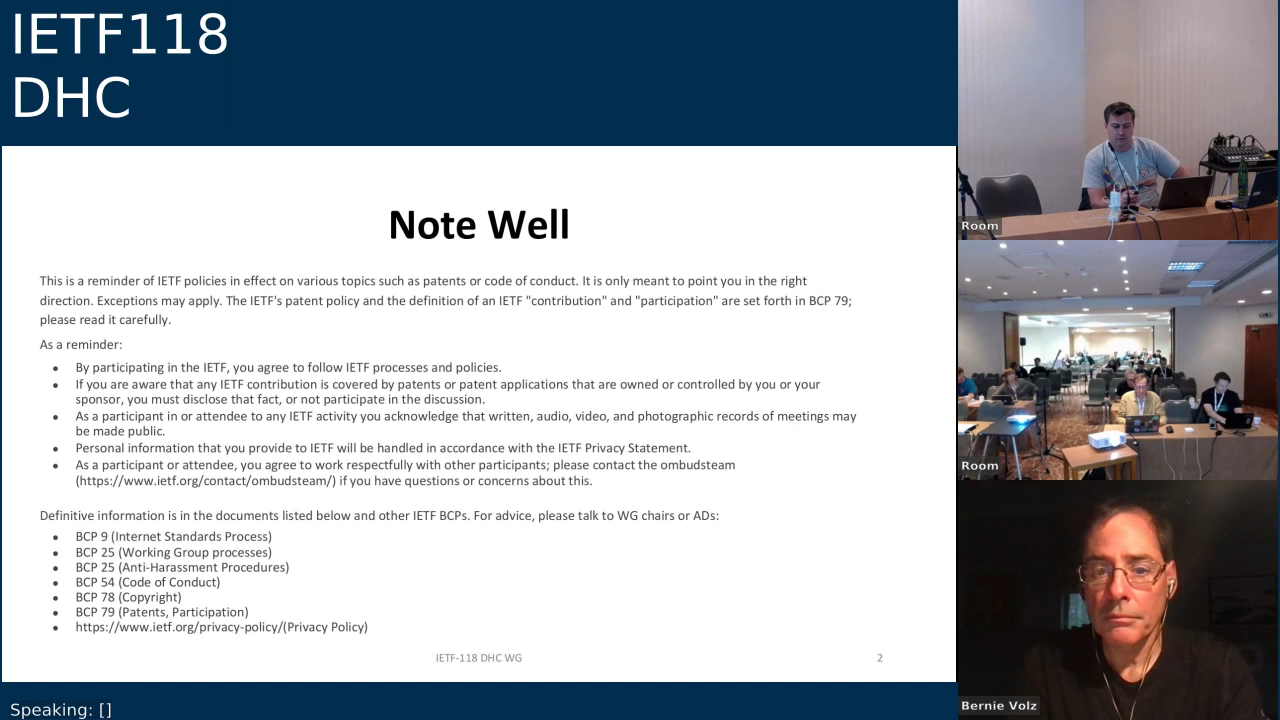 IETF118
DHC
Note Well
This is a reminder of IETF policies in effect on various topics such as patents or code of conduct. It is only meant to point you in the right
direction. Exceptions may apply. The IETF's patent policy and the definition of an IETF "contribution" and "participation" are set forth in BCP 79;
please read it carefully.
As a reminder:
• By participating in the IETF, you agree to follow IETF processes and policies.
• If you are aware that any IETF contribution is covered by patents or patent applications that are owned or controlled by you or your
sponsor, you must disclose that fact, or not participate in the discussion.
• As a participant in or attendee to any IETF activity you acknowledge that written, audio, video, and photographic records of meetings may
be made public.
• Personal information that you provide to IETF will be handled in accordance with the IETF Privacy Statement.
• As a participant or attendee, you agree to work respectfully with other participants; please contact the ombudsteam
(https://www.ietf.org/contact/ombudsteam/) if you have questions or concerns about this.
Definitive information is in the documents listed below and other IETF BCPs. For advice, please talk to WG chairs or ADs:
• BCP 9 (Internet Standards Process)
• BCP 25 (Working Group processes)
• BCP 25 (Anti-Harassment Procedures)
• BCP 54 (Code of Conduct)
• BCP 78 (Copyright)
• BCP 79 (Patents, Participation)
• https://www.ietf.org/privacy-policy/(Privacy Policy)
IETF-118 DHC WG
2
Speaking: []
Room
Room
Bernie Volz